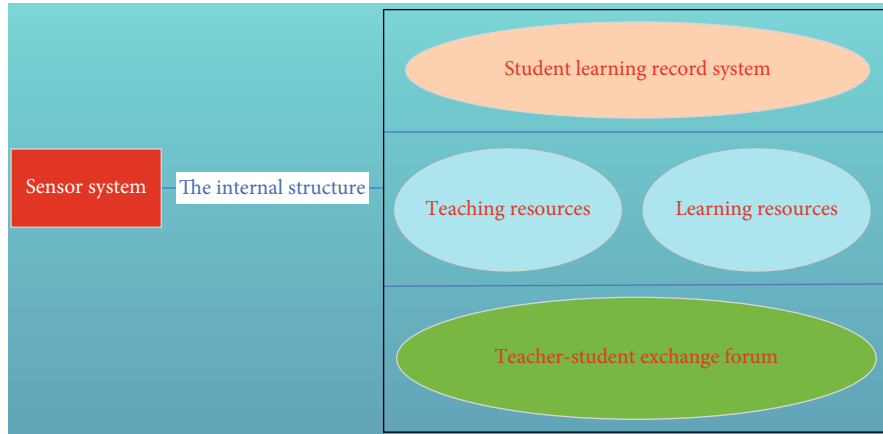 Student learning record system
Sensor system
The internal structure
Teaching resources
Learning resources
Teacher-student exchange forum